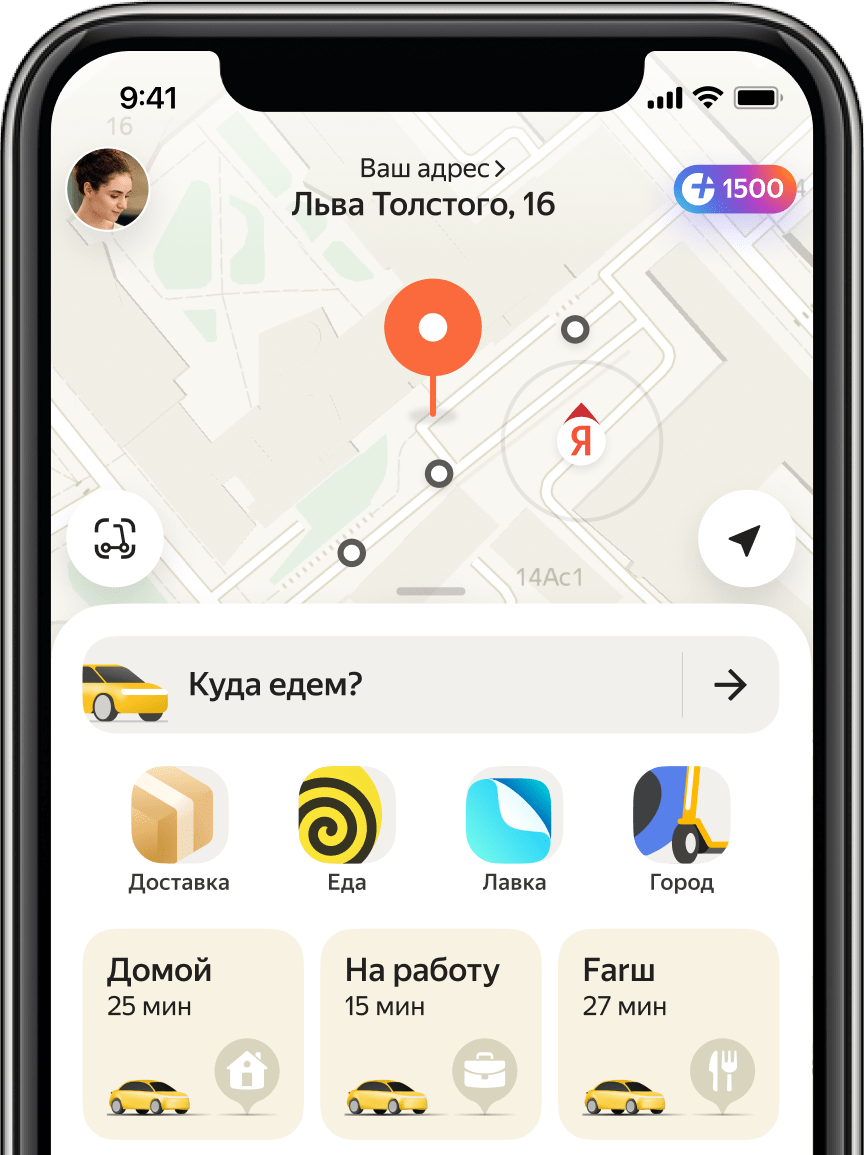 9:41
16
Ваш адрес
Льва Толстого, 16
1500
4
Я
14Ас1
Куда едем?
Доставка
Еда
Лавка
Город
Домой
25 мин
На работу
15 мин
Farш
27 мин